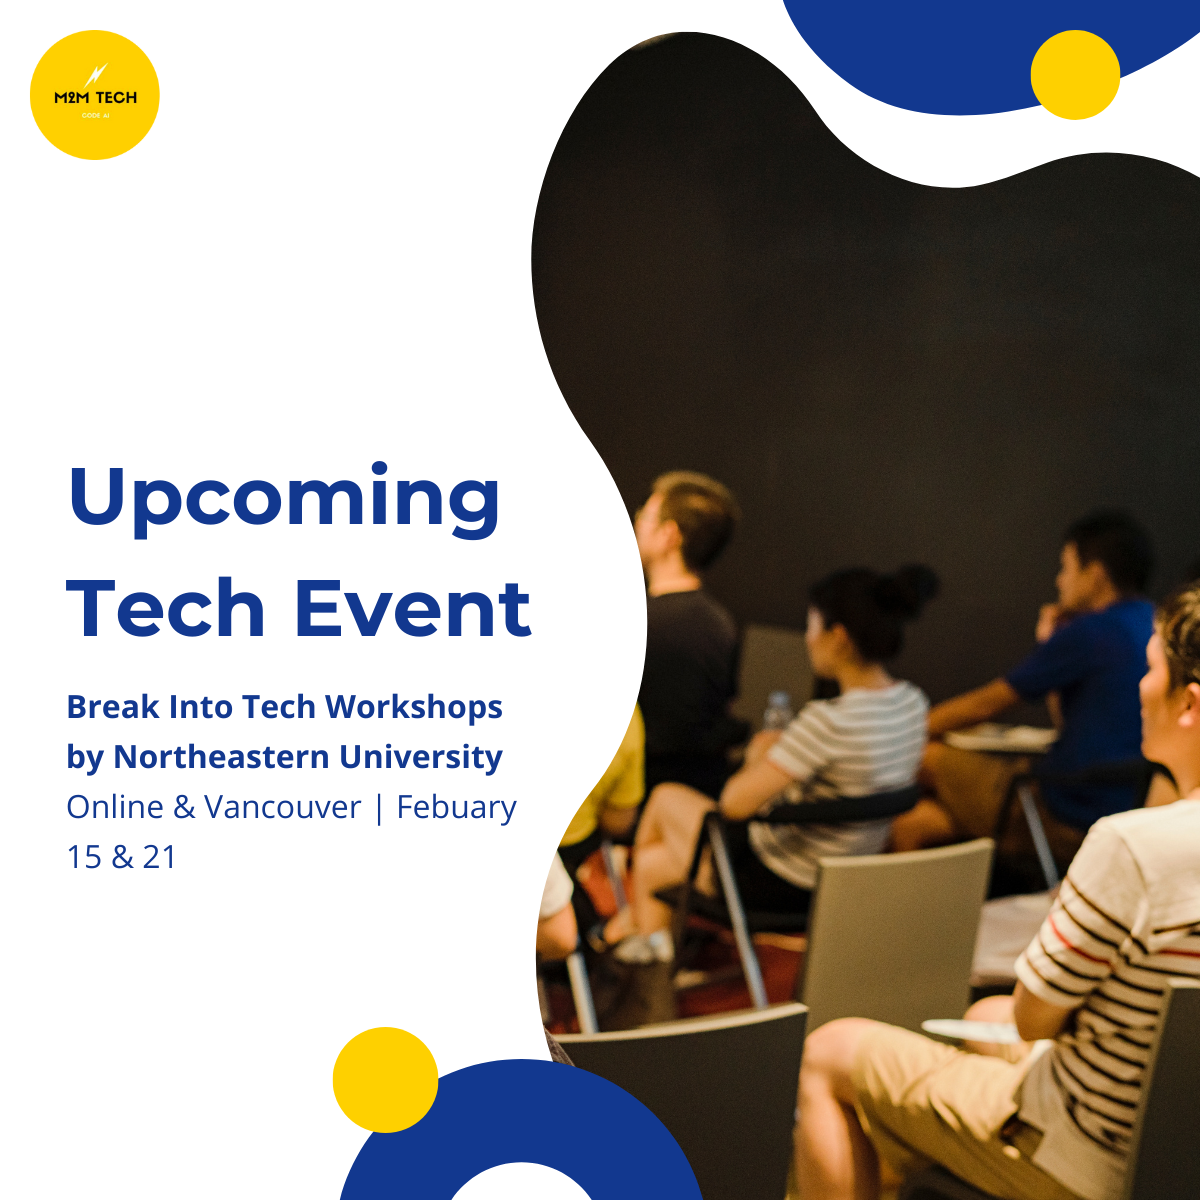 M2M TECH
CODE AI
Upcoming
Tech Event
Break Into Tech Workshops
by Northeastern University
Online & Vancouver | Febuary
15 & 21